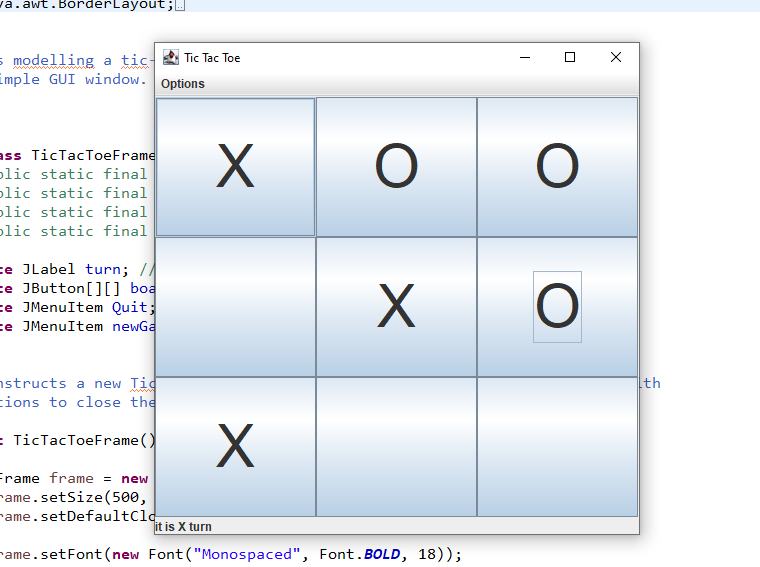 va.awt.BorderLayout;
s modelling a tic-
imple GUI window.
Tic Tac Toe
Options
X O O
X O
X
it is X turn
ass TicTacToeFrame
blic static final
blic static final
blic static final
blic static final
te JLabel turn; //
te JButton[][] boa
te JMenuItem Quit;
te JMenuItem newGa
nstructs a new Tic th
tions to close the
c TicTacToeFrame()
Frame frame = new
rame.setSize(500,
rame.setDefaultClo
rame.setFont(new Font("Monospaced", Font.BOLD, 18));